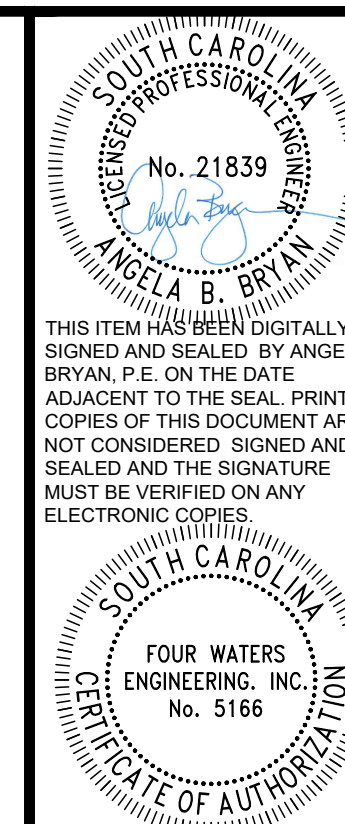 SOUTH CAROLINA
LICENSED PROFESSIONAL ENGINEER
No. 21839
ANGELA B. BRYAN
THIS ITEM HAS BEEN DIGITALLY
SIGNED AND SEALED BY ANGE
BRYAN, P.E. ON THE DATE
ADJACENT TO THE SEAL. PRINT
COPIES OF THIS DOCUMENT AR
NOT CONSIDERED SIGNED AND
SEALED AND THE SIGNATURE
MUST BE VERIFIED ON ANY
ELECTRONIC COPIES.
SOUTH CAROLINA
FOUR WATERS
ENGINEERING. INC.
No. 5166
CERTIFICATE OF AUTHORIZATION